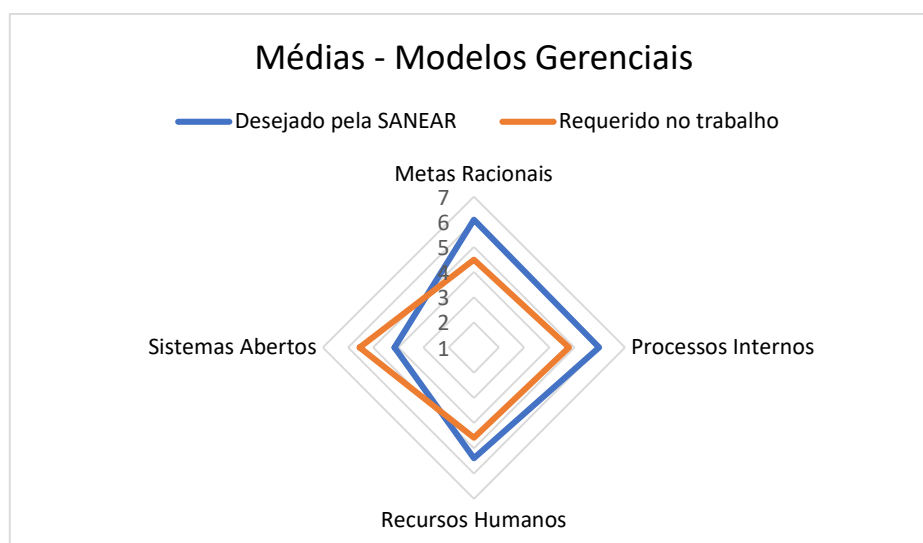 Médias - Modelos Gerenciais
Desejado pela SANEAR Requerido no trabalho
Metas Racionais
7
6
5
4
3
2
Sistemas Abertos 1 Processos Internos
Recursos Humanos